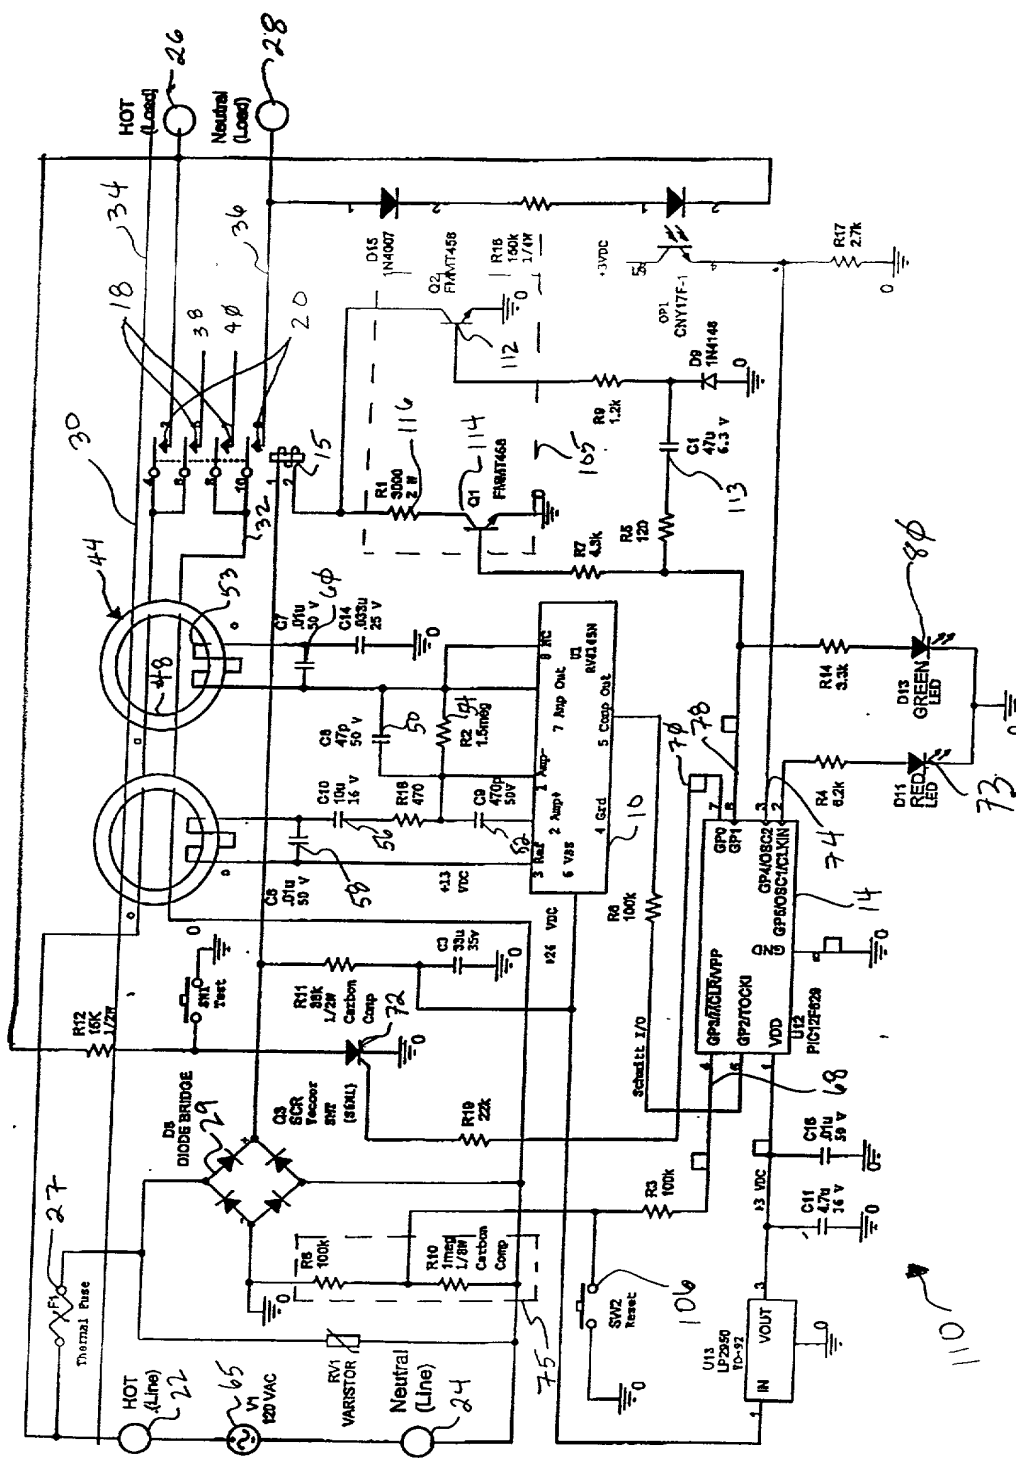 HOT
(Load)
26
Neutral
(Load)
28
34
18
38
40
36
20
30
32
15
44
48
53
D15
1N4007
R16
150k
1/4W
Q2
FMMT458
112
R1
3000
2 W
116
114
Q1
FMMT458
105
+3VDC
OP1
CNY17F-1
R17
2.7k
R9
1.2k
D9
1N4148
C1
47u
6.3 V
113
R5
120
R7
4.3k
C7
.01u
50 V
60
C14
.033u
25 V
C8
47p
50 V
50
R2
1.5meg
54
C10
10u
16 V
56
R18
470
C9
470p
50V
52
C6
.01u
50 V
58
+13
VDC
8 NC
U1
RV4145N
7 Amp Out
5 Comp Out
1 Amp-
2 Amp+
3 Ref
4 Grd
6 VSS
10
+26 VDC
R6
100k
R12
15K
1/2W
SW1
Test
R11
38k
1/2W
Carbon
Comp
C3
33u
35v
72
Q3
SCR
Teccor
SMT
(S6X1)
R19
22k
D8
DIODE BRIDGE
29
27
F1
Thermal Fuse
R6
100k
R10
1meg
1/8W
Carbon
Comp
75
R3
100k
SW2
Reset
106
RV1
VARISTOR
HOT
(Line)
22
65
V1
120 VAC
Neutral
(Line)
24
Schmitt I/O
70
78
74
68
14
GP0
GP1
GP4/OSC2
GP5/OSC1/CLKIN
GP3/MCLR/VPP
GP2/TOCKI
VDD
GND
U12
PIC12F629
R14
3.3k
D13
GREEN
LED
80
R4
6.2k
D11
RED
LED
73
+3 VDC
C16
.01u
50 V
C11
4.7u
16 V
U13
LP2950
TO-92
IN
VOUT
110